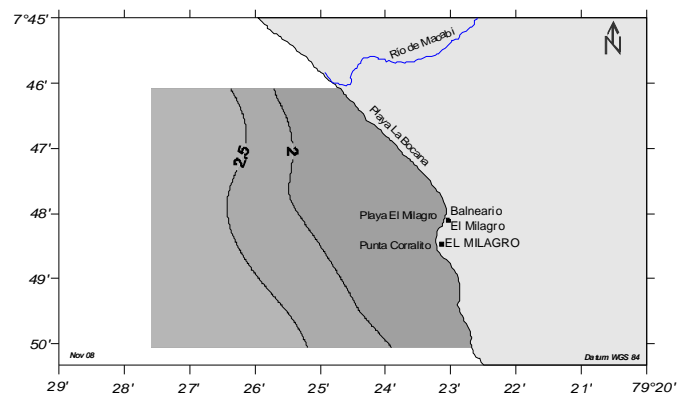 7°45'
N
Río de Macabí
46'
Playa La Bocana
47'
2.5
2
48'
Playa El Milagro
Balneario
El Milagro
Punta Corralito
EL MILAGRO
49'
50'
Nov 08
Datum WGS 84
29'
28'
27'
26'
25'
24'
23'
22'
21'
79°20'